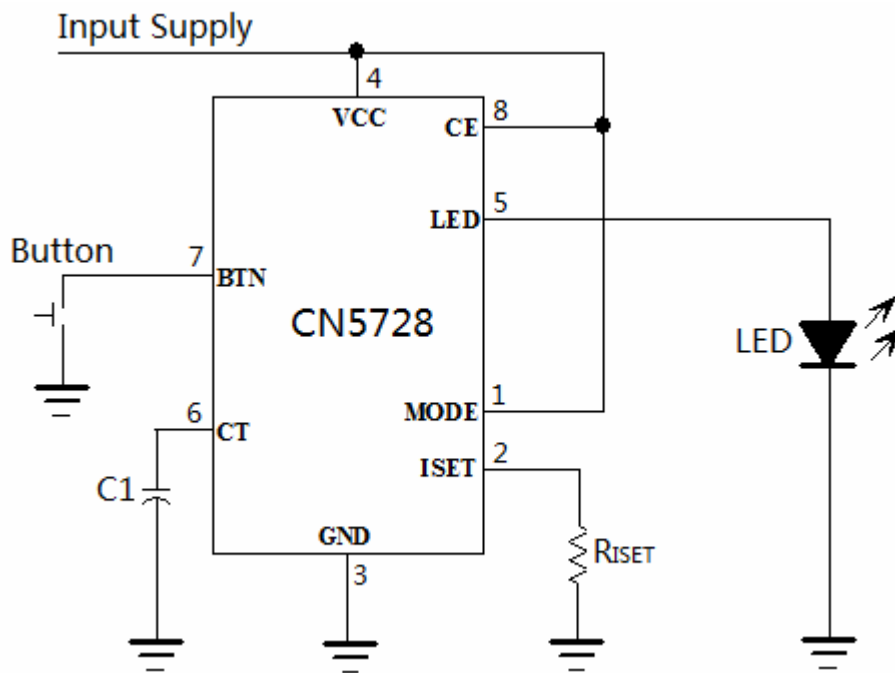 Input Supply
4
VCC
8
CE
5
LED
Button
7
BTN
CN5728
LED
1
MODE
6
CT
2
ISET
C1
GND
RISET
3